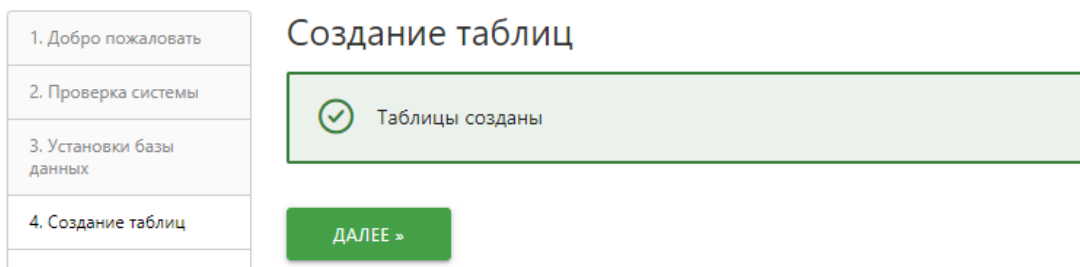 1. Добро пожаловать
2. Проверка системы
3. Установки базы
данных
4. Создание таблиц
Создание таблиц
Таблицы созданы
ДАЛЕЕ »